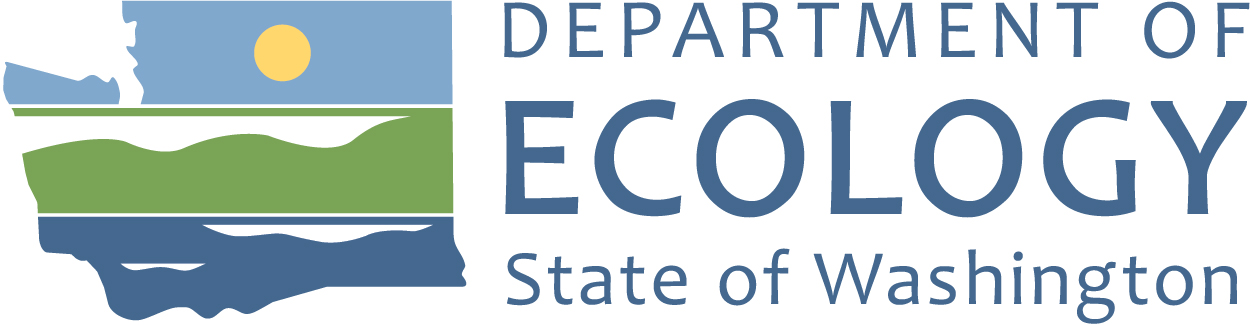 DEPARTMENT OF
ECOLOGY
State of Washington